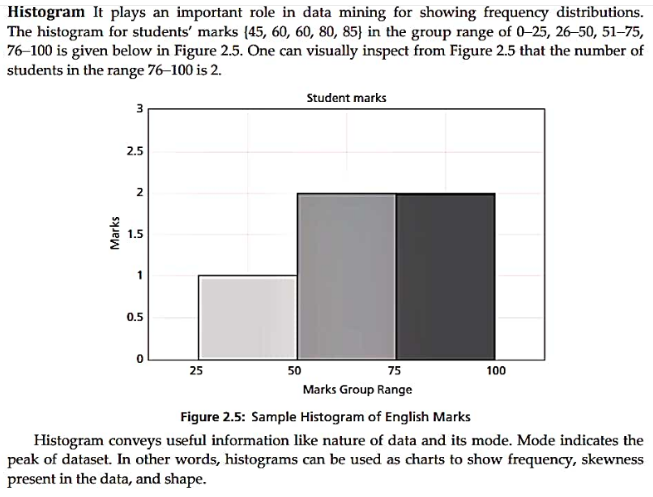 Histogram It plays an important role in data mining for showing frequency distributions.
The histogram for students' marks {45, 60, 60, 80, 85} in the group range of 0–25, 26–50, 51–75,
76–100 is given below in Figure 2.5. One can visually inspect from Figure 2.5 that the number of
students in the range 76–100 is 2.
Student marks
3
2.5
2
1.5
1
0.5
0
Marks
25 50 75 100
Marks Group Range
Figure 2.5: Sample Histogram of English Marks
Histogram conveys useful information like nature of data and its mode. Mode indicates the
peak of dataset. In other words, histograms can be used as charts to show frequency, skewness
present in the data, and shape.